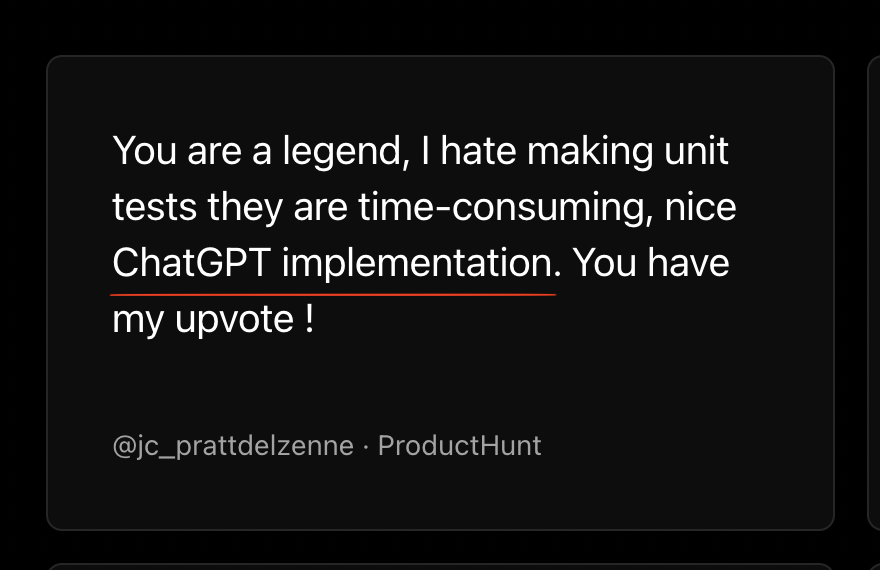 You are a legend, I hate making unit
tests they are time-consuming, nice
ChatGPT implementation. You have
my upvote !
@jc_prattdelzenne · ProductHunt